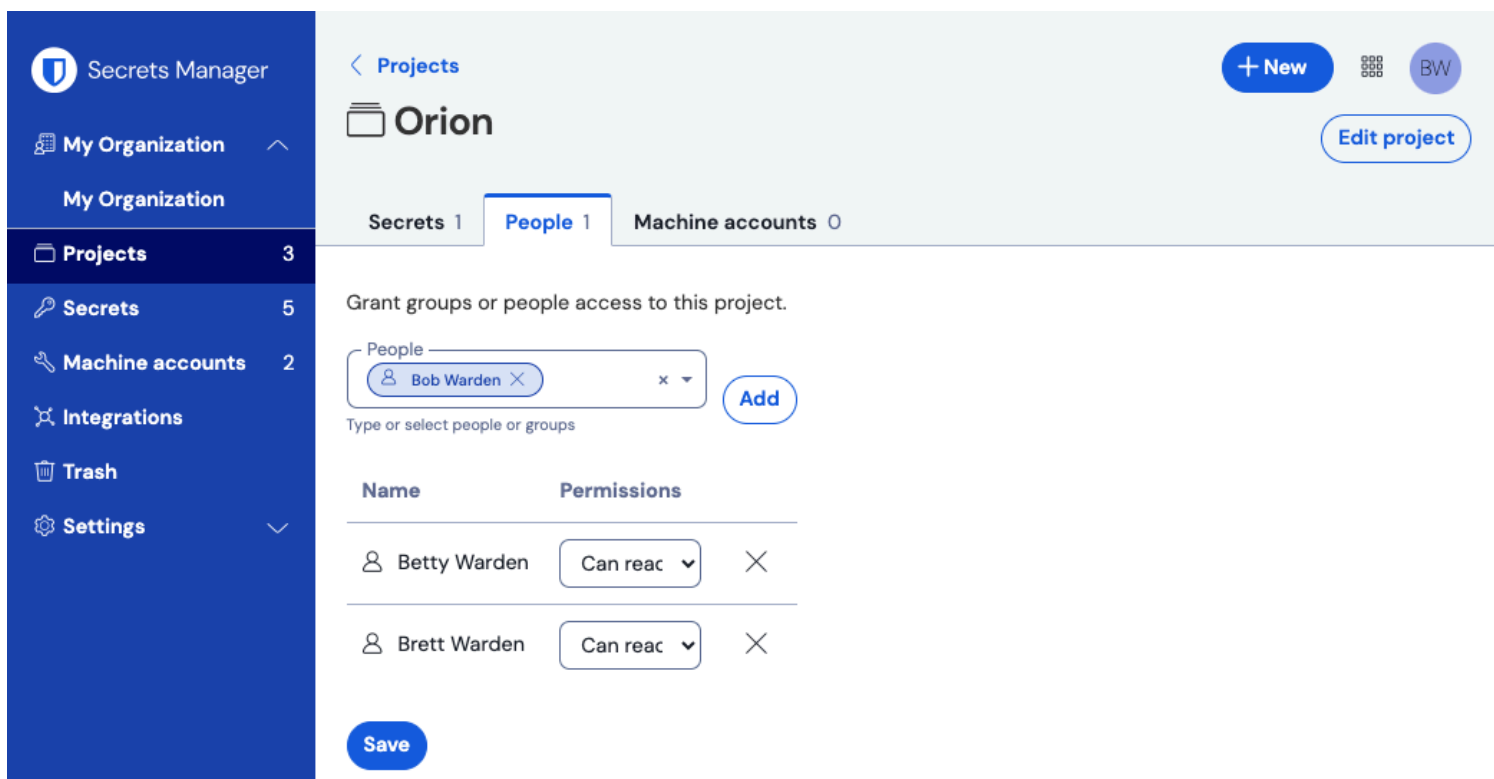 Secrets Manager
My Organization
My Organization
Projects 3
Secrets 5
Machine accounts 2
Integrations
Trash
Settings
Projects
+ New
BW
Orion
Edit project
Secrets 1
People 1
Machine accounts 0
Grant groups or people access to this project.
People
Bob Warden
Add
Type or select people or groups
Name Permissions
Betty Warden Can
Brett Warden Can
Save